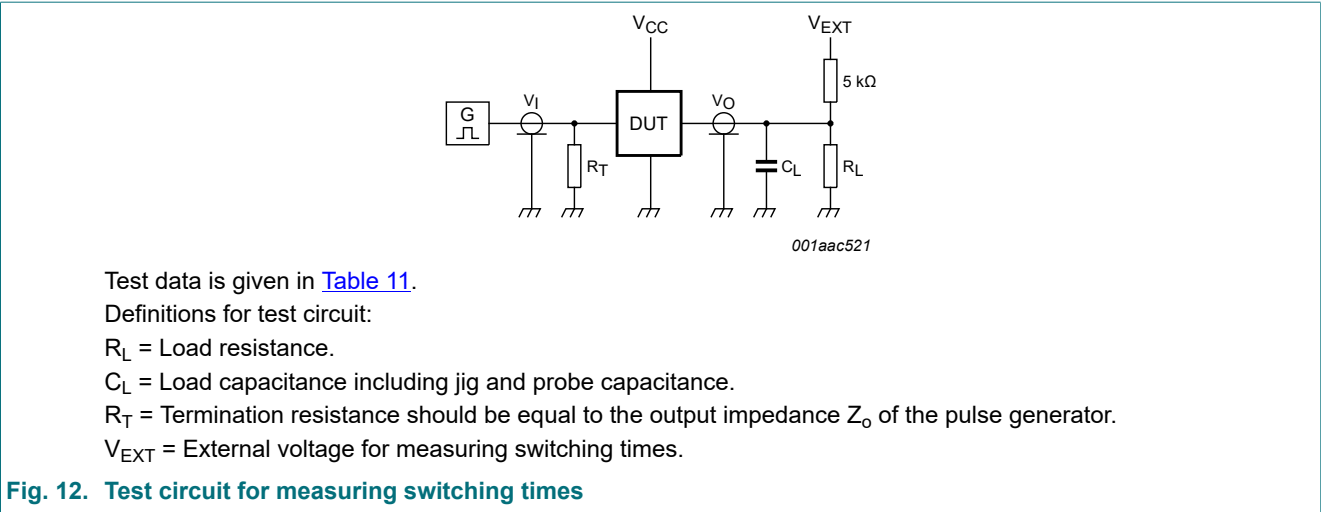 VCC
VEXT
5 kΩ
G
VI
DUT
VO
RT
CL
RL
001aac521
Test data is given in Table 11.
Definitions for test circuit:
RL = Load resistance.
CL = Load capacitance including jig and probe capacitance.
RT = Termination resistance should be equal to the output impedance Zo of the pulse generator.
VEXT = External voltage for measuring switching times.
Fig. 12. Test circuit for measuring switching times